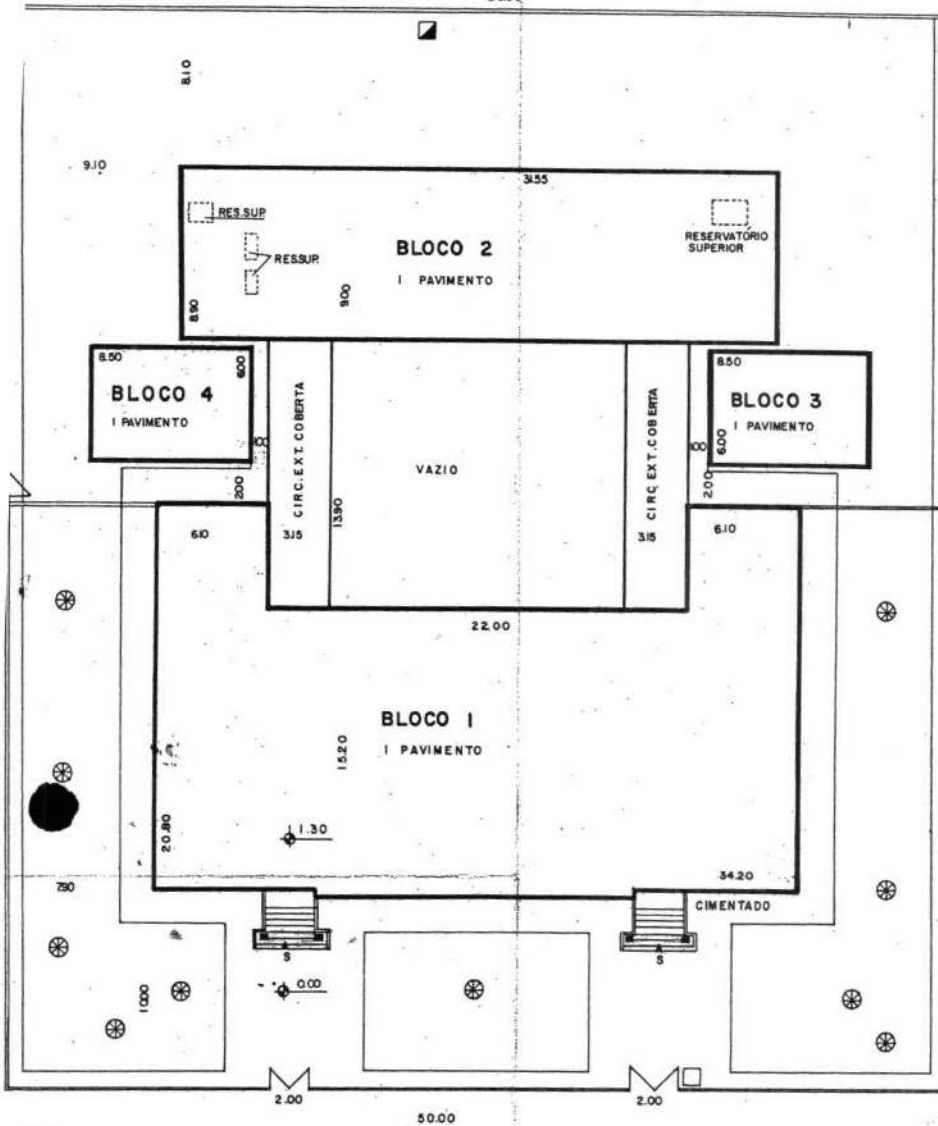 8.10
9.10
31.55
RES.SUP.
RESERVATÓRIO
SUPERIOR
BLOCO 2
RES.SUP.
1 PAVIMENTO
9.00
8.90
8.50
6.00
8.50
BLOCO 4
BLOCO 3
1 PAVIMENTO
1 PAVIMENTO
6.00
CIRC. EXT. COBERTA
CIRC. EXT. COBERTA
1.00
1.00
VAZIO
2.00
2.00
13.90
6.10
3.15
3.15
6.10
22.00
BLOCO 1
1 PAVIMENTO
15.20
20.80
1.30
7.90
34.20
CIMENTADO
S
S
0.00
10.00
2.00
2.00
50.00